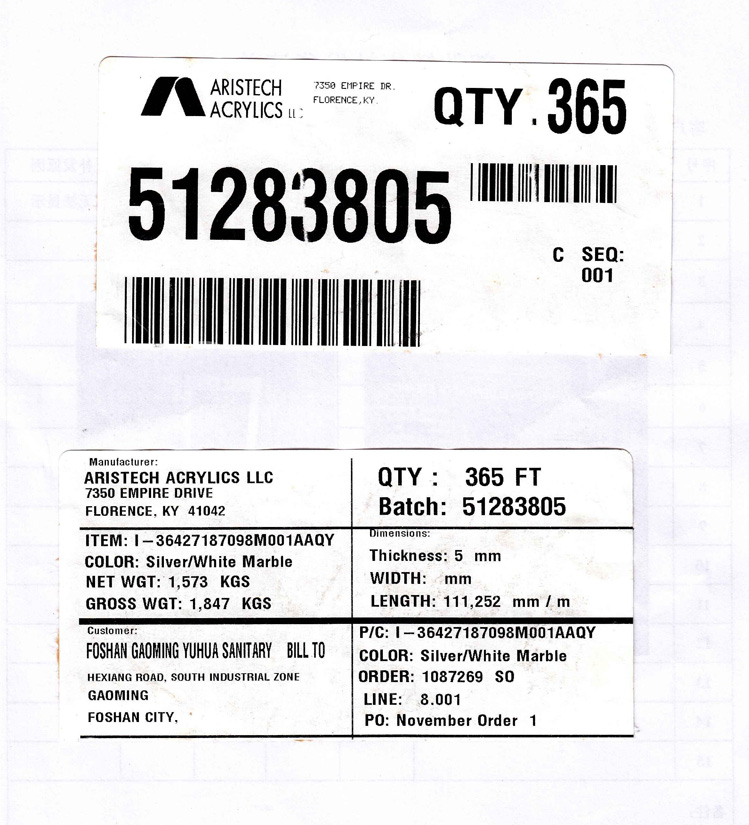 ARISTECH
ACRYLICS LLC
7350 EMPIRE DR.
FLORENCE,KY.
QTY. 365
51283805
C SEQ:
001
Manufacturer:
ARISTECH ACRYLICS LLC
7350 EMPIRE DRIVE
FLORENCE, KY 41042
QTY : 365 FT
Batch: 51283805
ITEM: I-36427187098M001AAQY
COLOR: Silver/White Marble
NET WGT: 1,573 KGS
GROSS WGT: 1,847 KGS
Dimensions:
Thickness: 5 mm
WIDTH: mm
LENGTH: 111,252 mm / m
Customer:
FOSHAN GAOMING YUHUA SANITARY BILL TO
HEXIANG ROAD, SOUTH INDUSTRIAL ZONE
GAOMING
FOSHAN CITY,
P/C: I-36427187098M001AAQY
COLOR: Silver/White Marble
ORDER: 1087269 SO
LINE: 8.001
PO: November Order 1